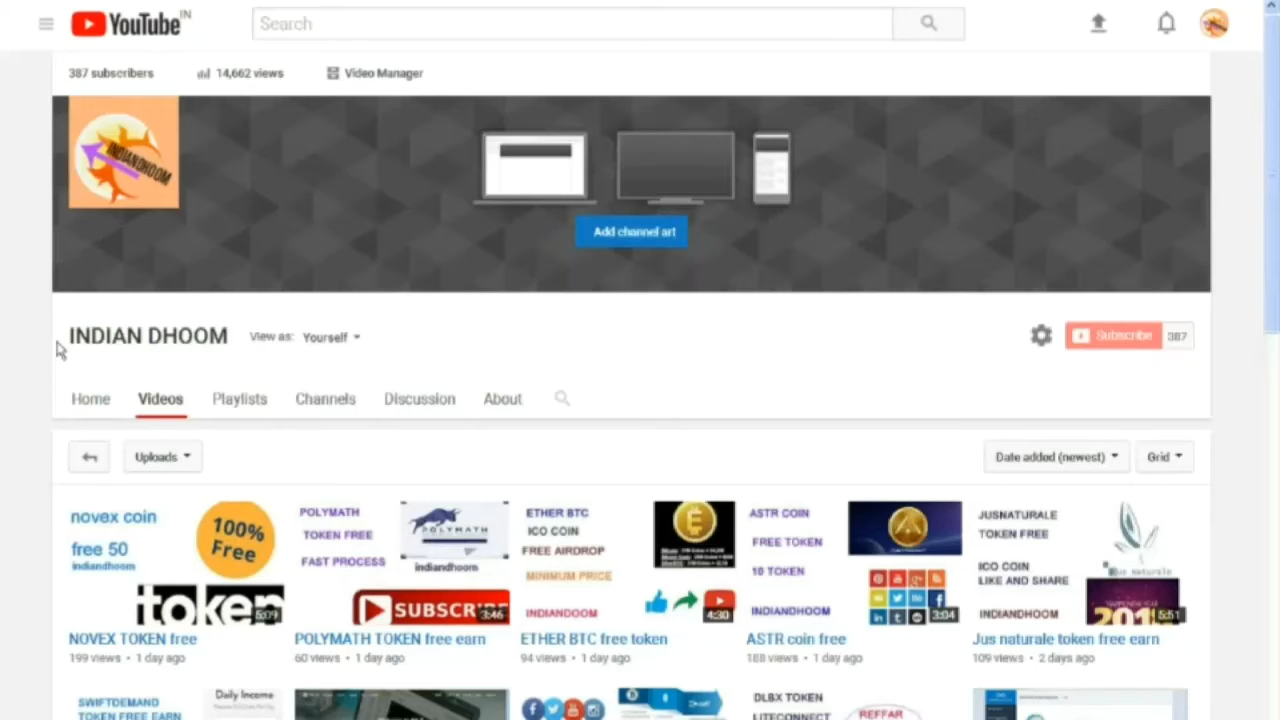 YouTube IN
Search
387 subscribers
14,662 views
Video Manager
INDIANDHOOM
Add channel art
INDIAN DHOOM
View as: Yourself
Subscribe 387
Home Videos Playlists Channels Discussion About
Uploads
Date added (newest)
Grid
novex coin
free 50
indiandhoom
100%
Free
token
5:09
NOVEX TOKEN free
199 views • 1 day ago
POLYMATH
TOKEN FREE
FAST PROCESS
POLYMATH
indiandhoom
SUBSCRIBE
3:46
POLYMATH TOKEN free earn
60 views • 1 day ago
ETHER BTC
ICO COIN
FREE AIRDROP
MINIMUM PRICE
INDIANDOOM
4:30
ETHER BTC free token
94 views • 1 day ago
ASTR COIN
FREE TOKEN
10 TOKEN
INDIANDHOOM
3:04
ASTR coin free
188 views • 1 day ago
JUSNATURALE
TOKEN FREE
ICO COIN
LIKE AND SHARE
INDIANDHOOM
5:51
Jus naturale token free earn
109 views • 2 days ago
SWIFTDEMAND
TOKEN FREE EARN
Daily Income
DLBX TOKEN
LITECONNECT
REFFAR